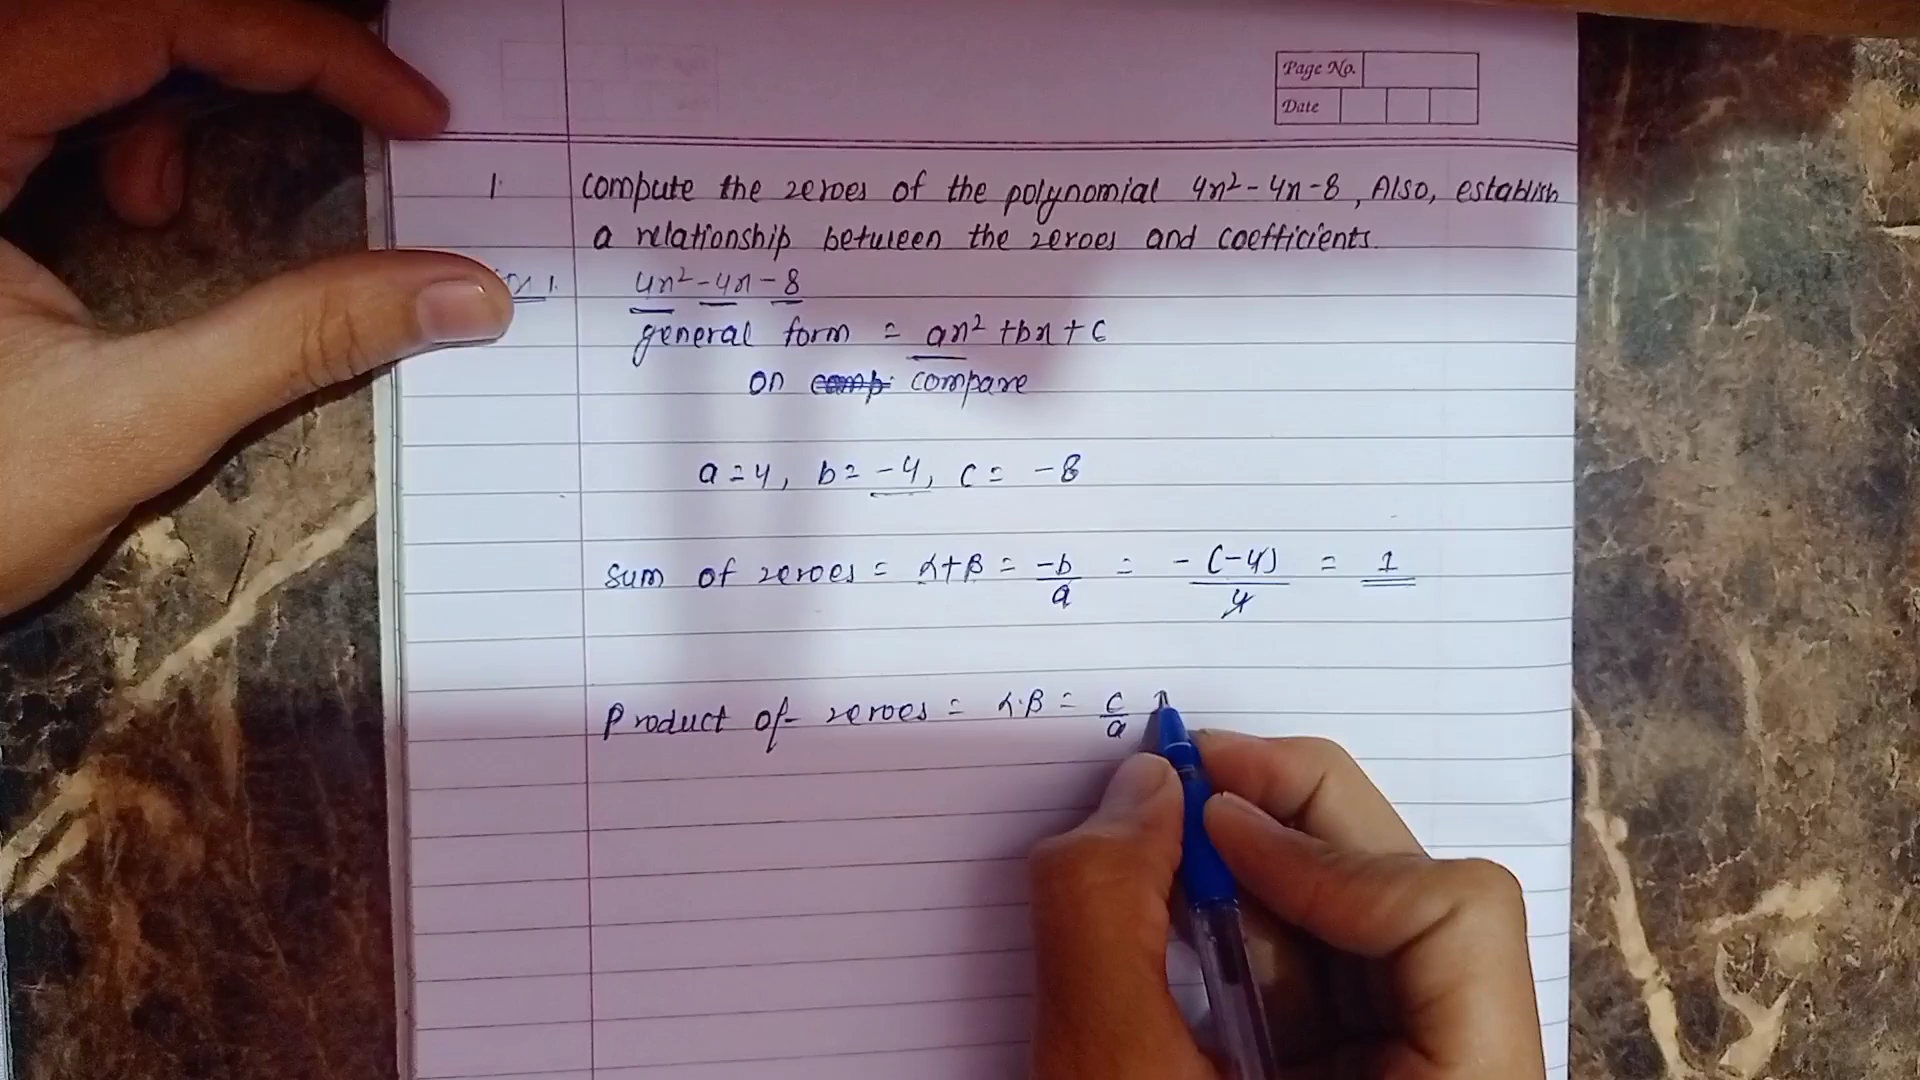 Page No.
Date
1. compute the zeroes of the polynomial 4x²-4x-8, Also, establish
a relationship between the zeroes and coefficients.
1. 4x²-4x-8
general form = ax²+bx+c
on comp. compare
a=4, b=-4, c= -8
sum of zeroes = α+β = -b/a = -(-4)/4 = 1
Product of zeroes = α.β = c/a